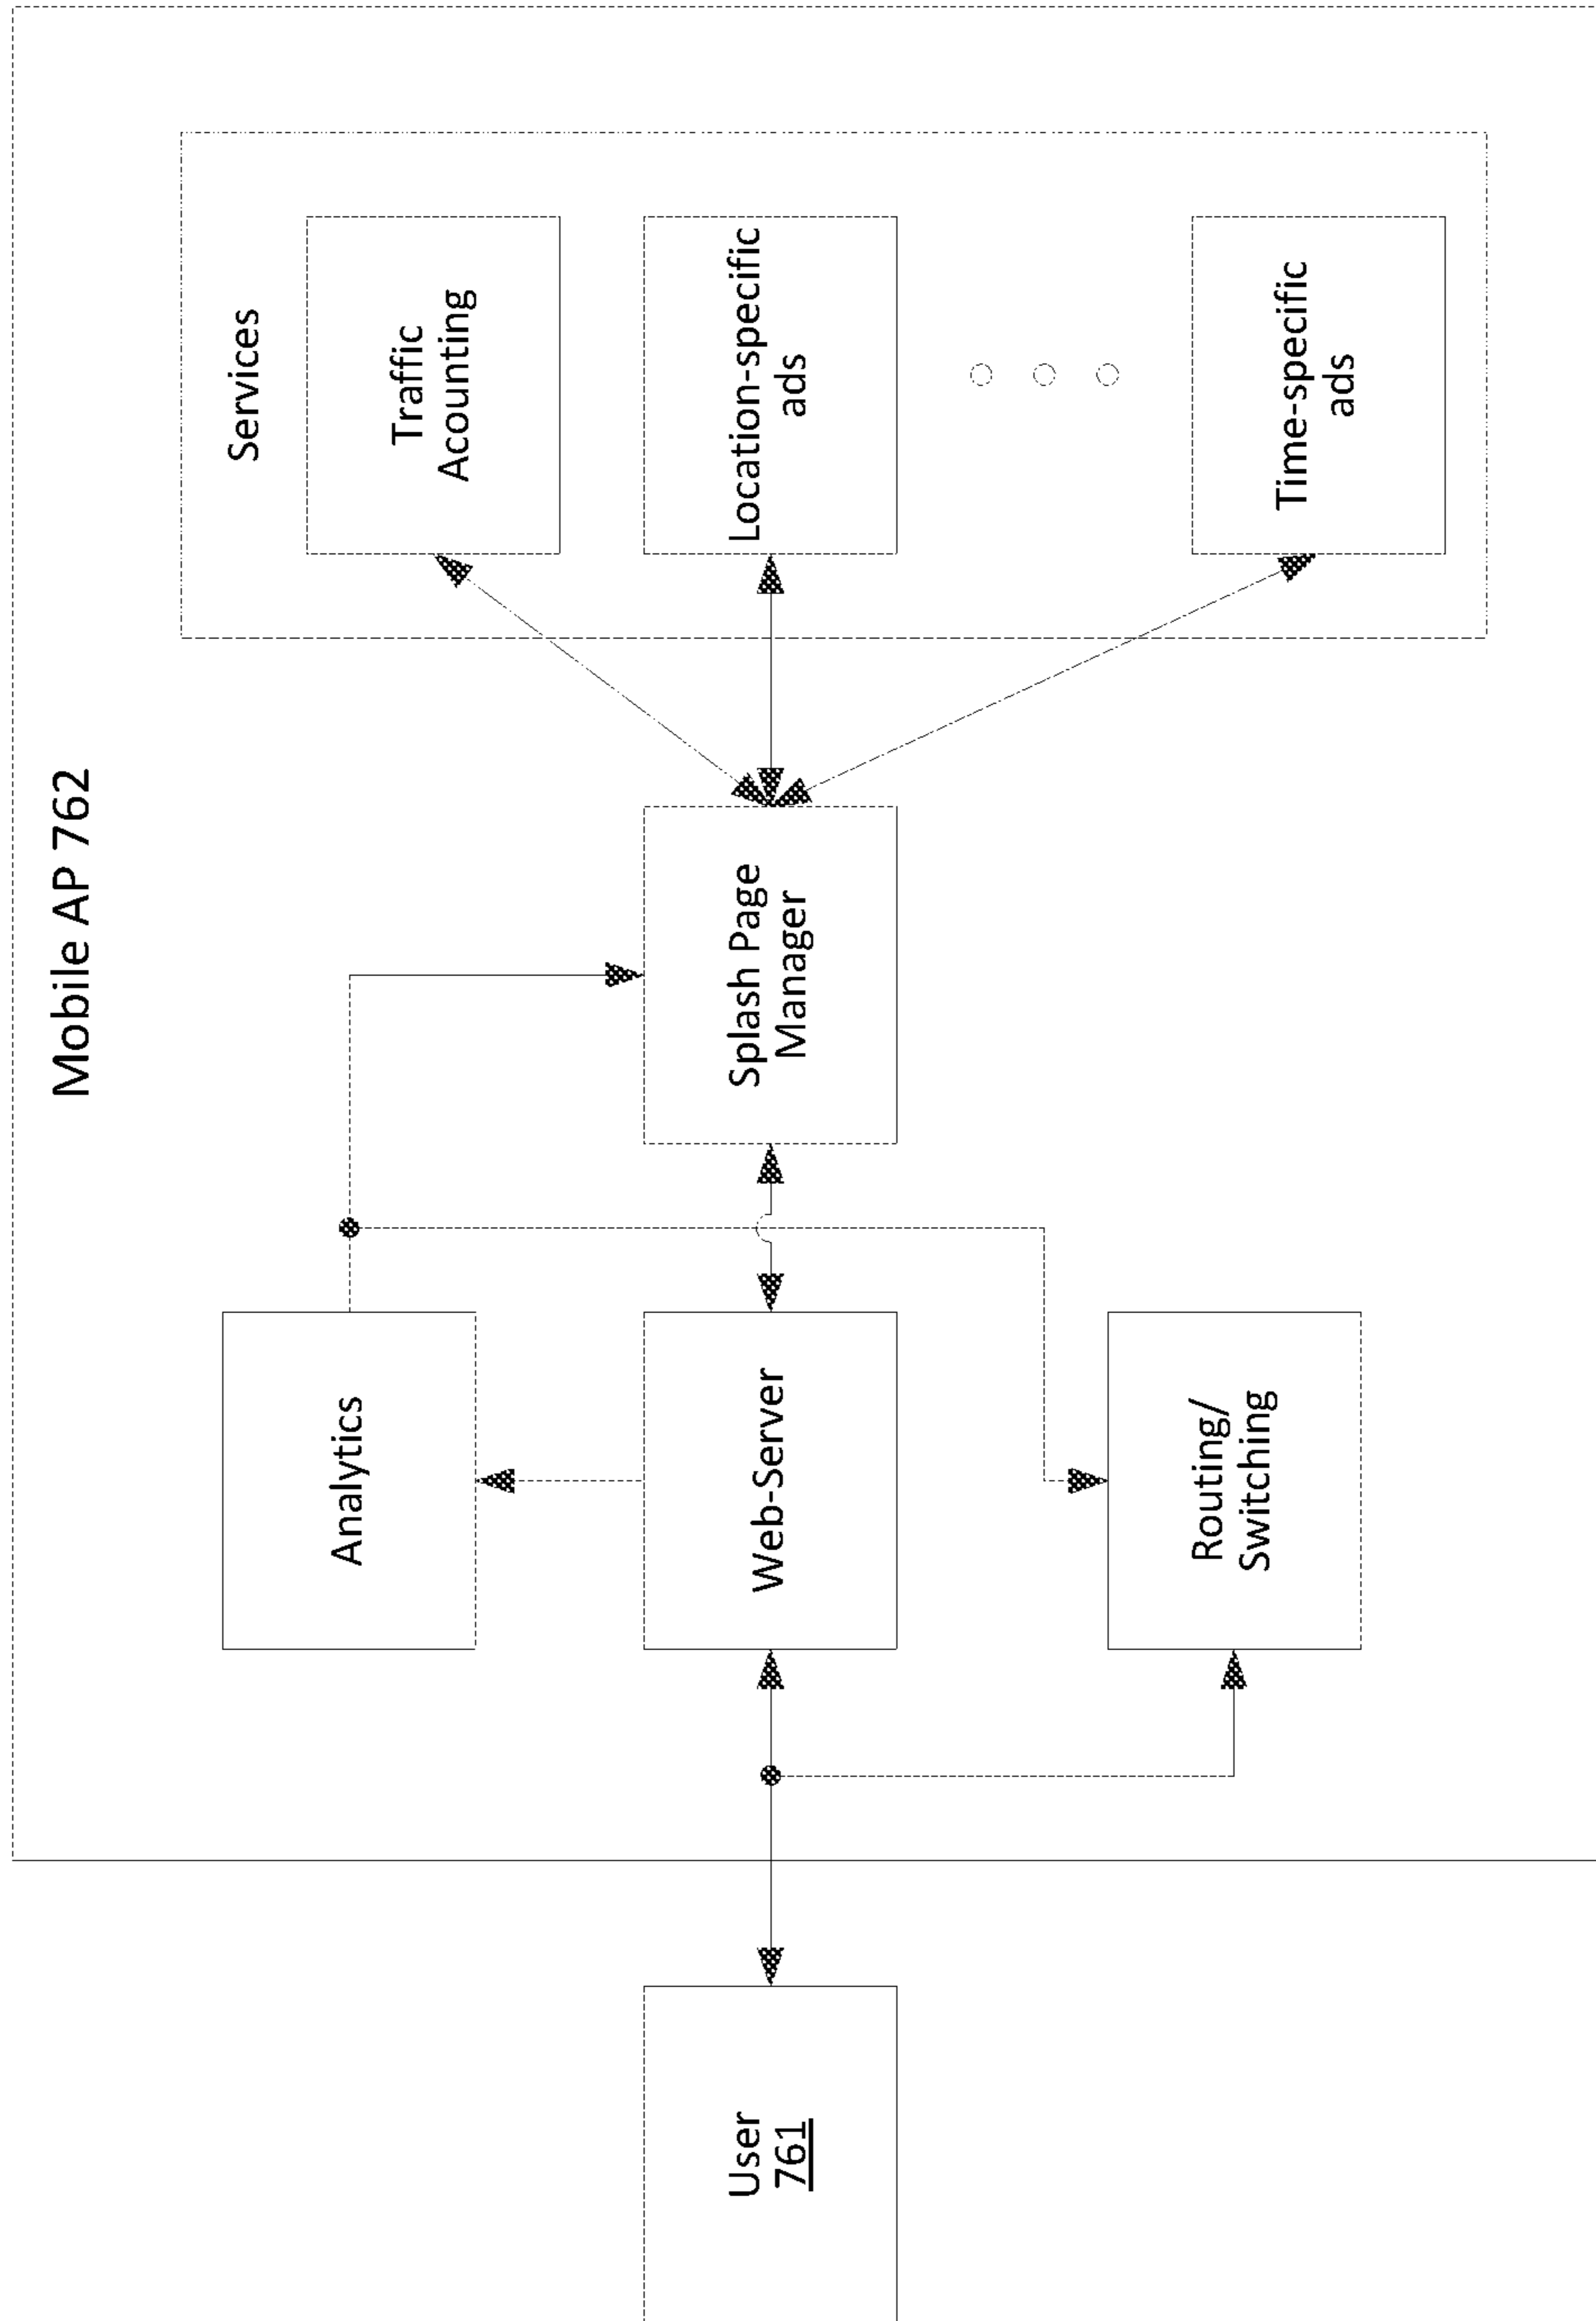 Mobile AP 762
Services
Traffic
Acounting
Location-specific
ads
Time-specific
ads
Splash Page
Manager
Analytics
Web-Server
Routing/
Switching
User
761